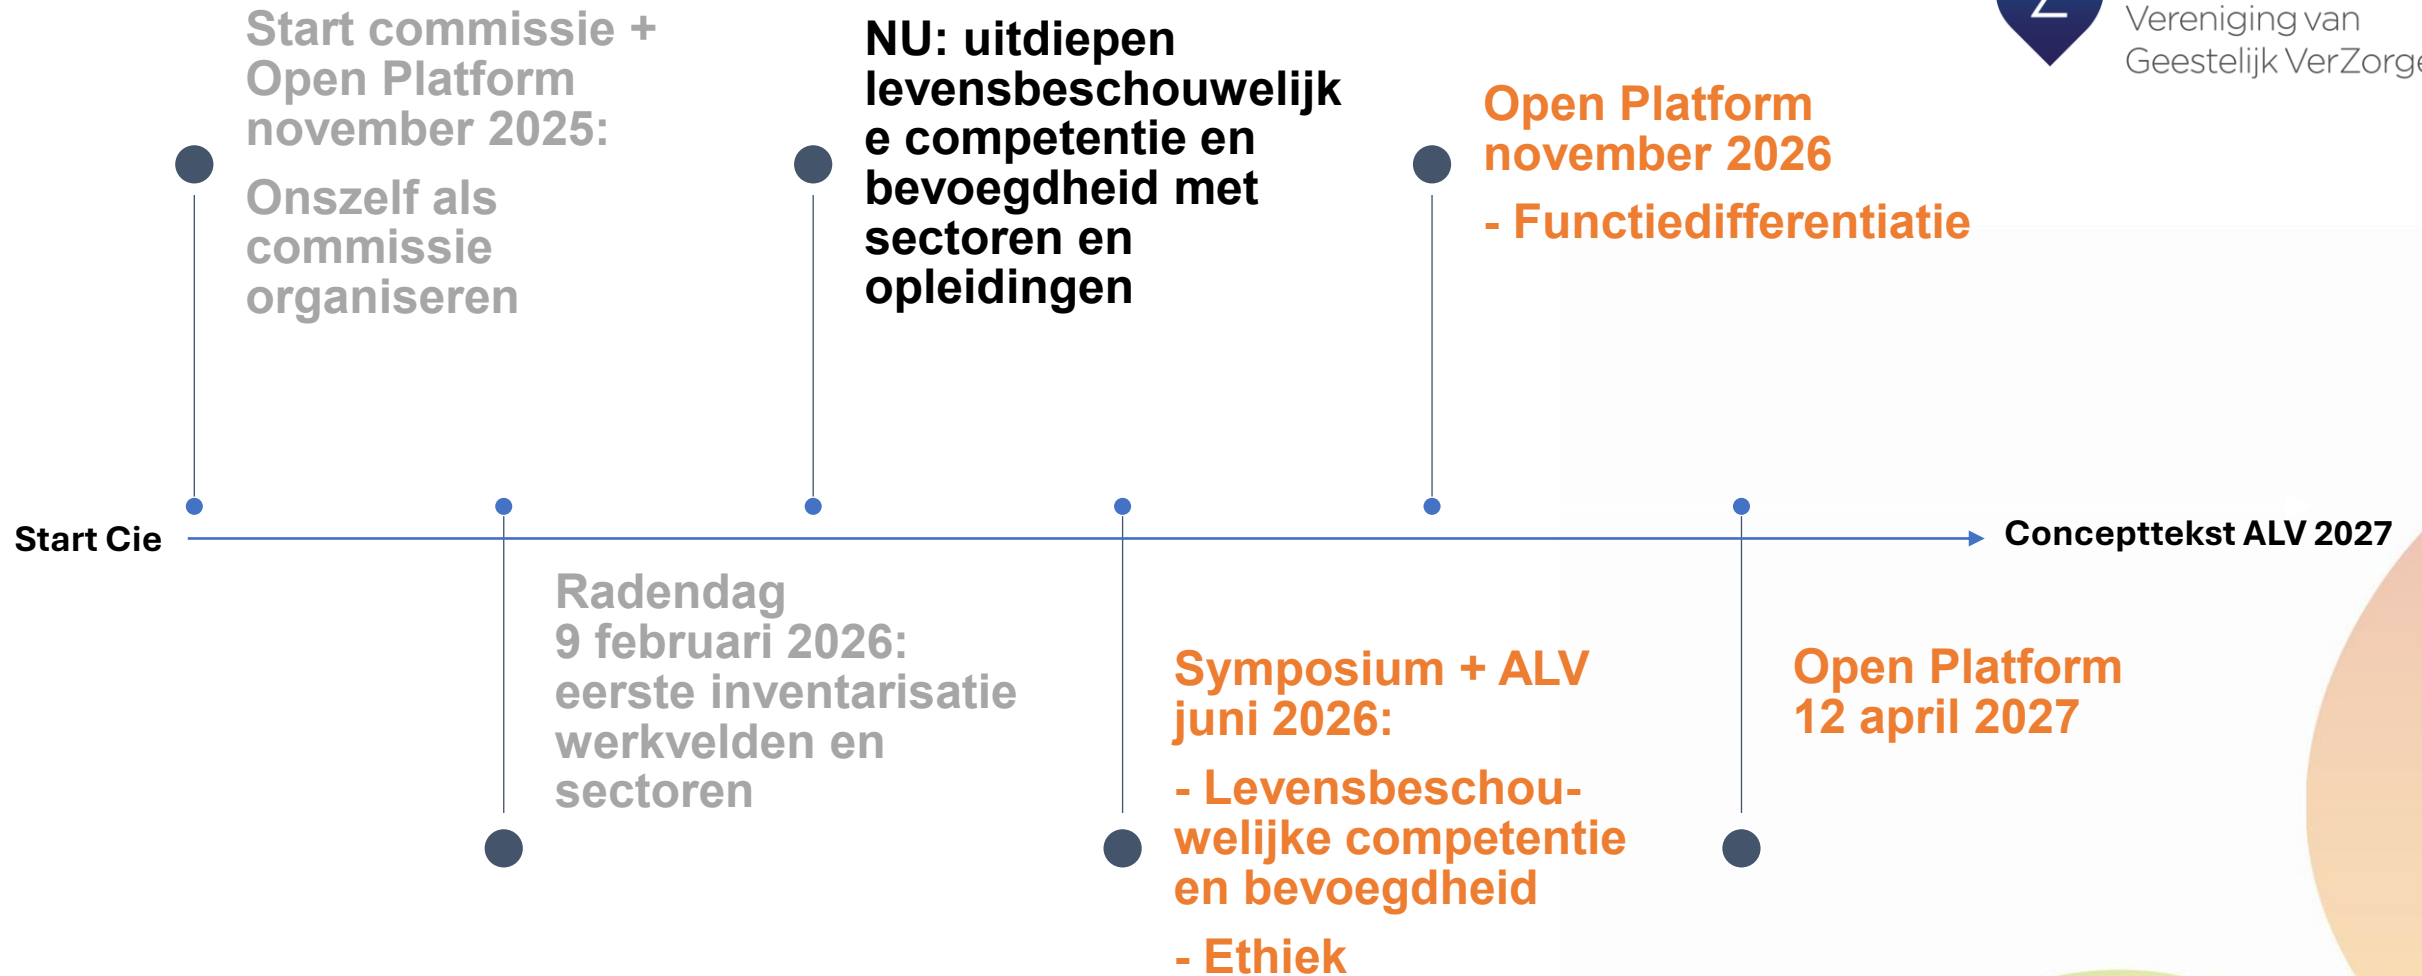 Start commissie +
Open Platform
november 2025:
Onszelf als
commissie
organiseren
NU: uitdiepen
levensbeschouwelijk
e competentie en
bevoegdheid met
sectoren en
opleidingen
Vereniging van
Geestelijk VerZorge
Open Platform
november 2026
- Functiedifferentiatie
Start Cie
Concepttekst ALV 2027
Radendag
9 februari 2026:
eerste inventarisatie
werkvelden en
sectoren
Symposium + ALV
juni 2026:
- Levensbeschou-
welijke competentie
en bevoegdheid
- Ethiek
Open Platform
12 april 2027